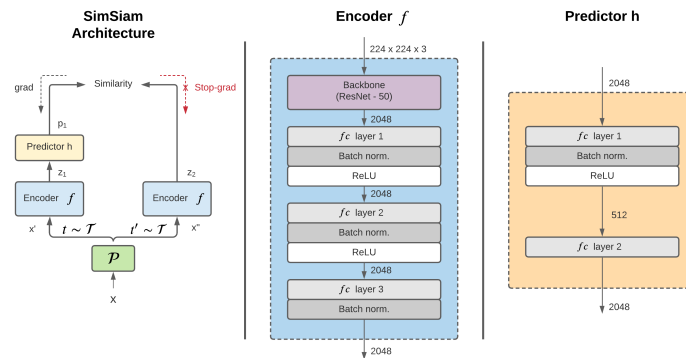 SimSiam
Architecture
grad
Similarity
x Stop-grad
p1
Predictor h
z1
z2
Encoder f
Encoder f
x'
t ~ 𝒯
t' ~ 𝒯
x"
𝒫
X
Encoder f
224 x 224 x 3
Backbone
(ResNet - 50)
2048
fc layer 1
Batch norm.
ReLU
2048
fc layer 2
Batch norm.
ReLU
2048
fc layer 3
Batch norm.
2048
Predictor h
2048
fc layer 1
Batch norm.
ReLU
512
fc layer 2
2048